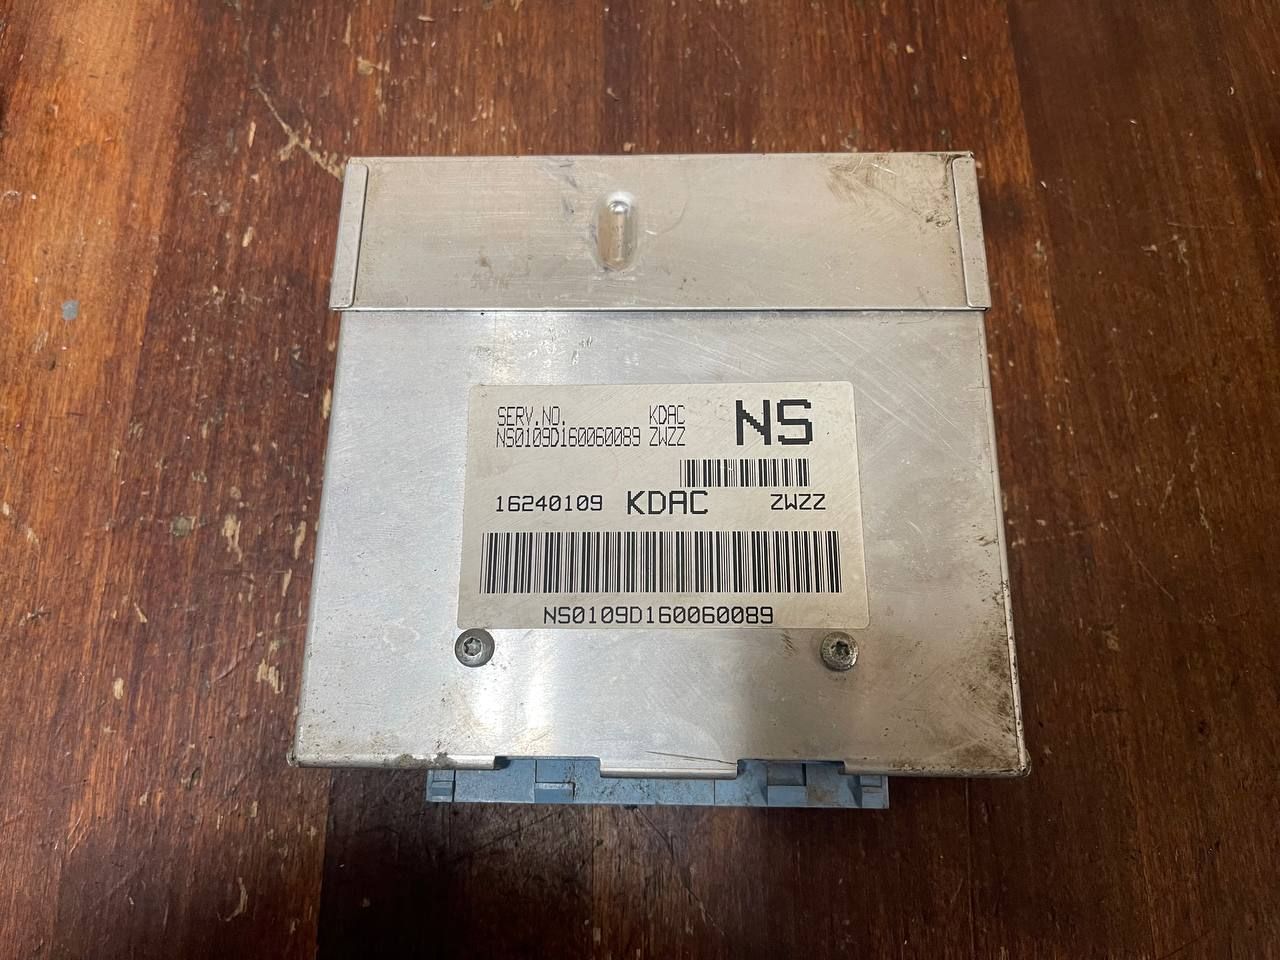 SERV.NO. KDAC
NS0109D160060089 ZWZZ
NS
16240109 KDAC ZWZZ
NS0109D160060089